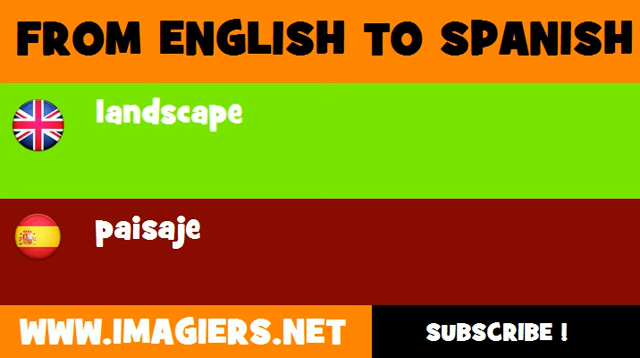 FROM ENGLISH TO SPANISH
landscape
paisaje
WWW.IMAGIERS.NET
SUBSCRIBE !